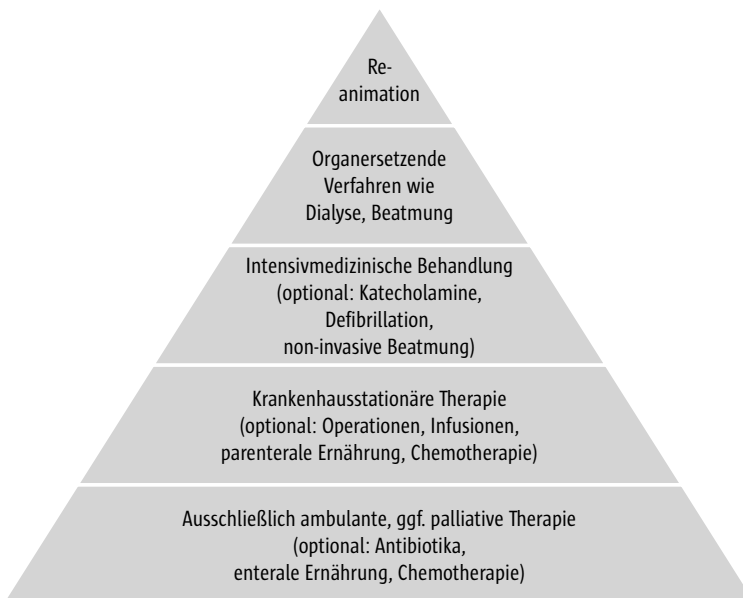 Re-
animation
Organersetzende
Verfahren wie
Dialyse, Beatmung
Intensivmedizinische Behandlung
(optional: Katecholamine,
Defibrillation,
non-invasive Beatmung)
Krankenhausstationäre Therapie
(optional: Operationen, Infusionen,
parenterale Ernährung, Chemotherapie)
Ausschließlich ambulante, ggf. palliative Therapie
(optional: Antibiotika,
enterale Ernährung, Chemotherapie)